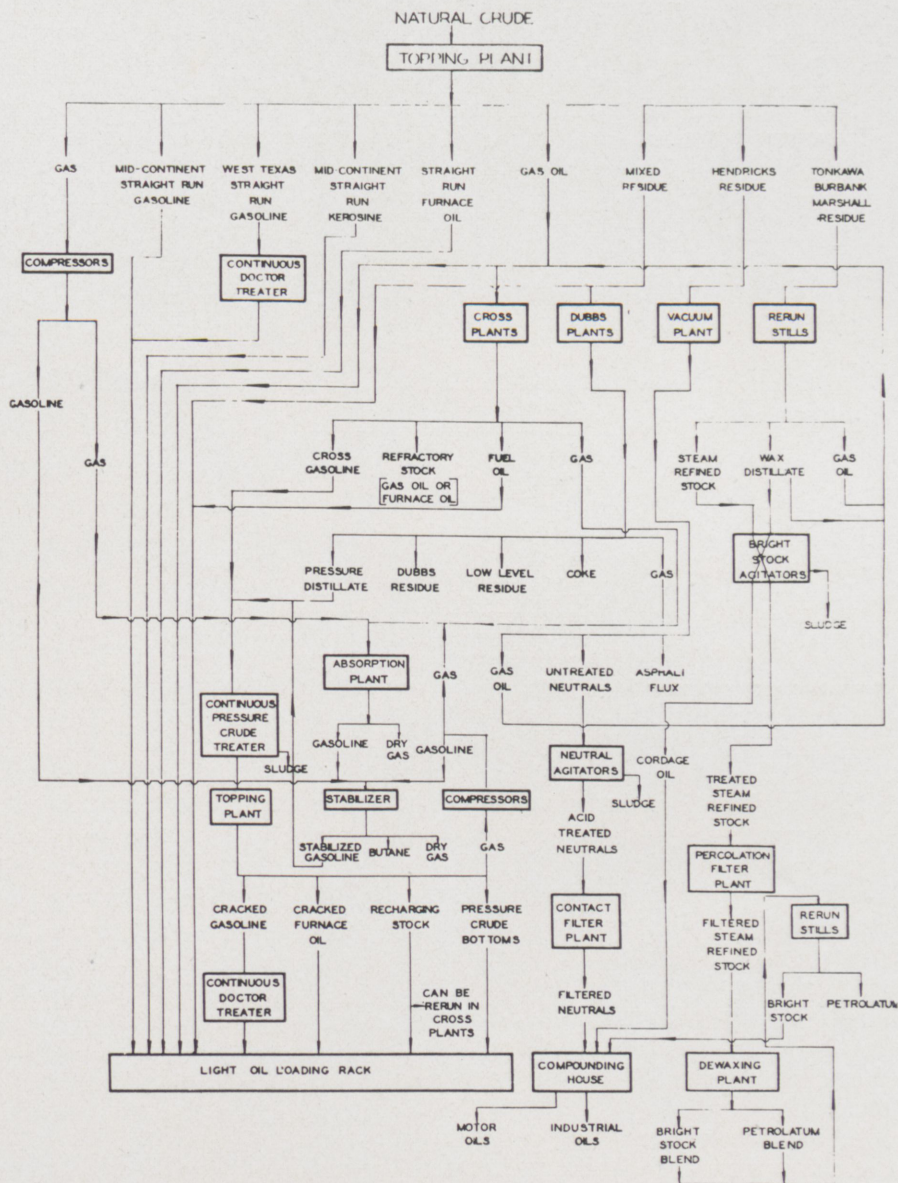 NATURAL CRUDE
TOPPING PLANT
GAS
MID-CONTINENT
STRAIGHT RUN
GASOLINE
WEST TEXAS
STRAIGHT
RUN
GASOLINE
MID-CONTINENT
STRAIGHT
RUN
KEROSINE
STRAIGHT
RUN
FURNACE
OIL
GAS OIL
MIXED
RESIDUE
HENDRICKS
RESIDUE
TONKAWA
BURBANK
MARSHALL
RESIDUE
COMPRESSORS
CONTINUOUS
DOCTOR
TREATER
CROSS
PLANTS
DUBBS
PLANTS
VACUUM
PLANT
RERUN
STILLS
GASOLINE
GAS
CROSS
GASOLINE
REFRACTORY
STOCK
[GAS OIL OR
FURNACE OIL]
FUEL
OIL
GAS
STEAM
REFINED
STOCK
WAX
DISTILLATE
GAS
OIL
BRIGHT
STOCK
AGITATORS
SLUDGE
PRESSURE
DISTILLATE
DUBBS
RESIDUE
LOW LEVEL
RESIDUE
COKE
GAS
ABSORPTION
PLANT
GAS
GAS
OIL
UNTREATED
NEUTRALS
ASPHALT
FLUX
CONTINUOUS
PRESSURE
CRUDE
TREATER
SLUDGE
GASOLINE
DRY
GAS
GASOLINE
NEUTRAL
AGITATORS
SLUDGE
CORDAGE
OIL
TREATED
STEAM
REFINED
STOCK
TOPPING
PLANT
STABILIZER
COMPRESSORS
STABILIZED
GASOLINE
BUTANE
DRY
GAS
GAS
ACID
TREATED
NEUTRALS
PERCOLATION
FILTER
PLANT
CRACKED
GASOLINE
CRACKED
FURNACE
OIL
RECHARGING
STOCK
PRESSURE
CRUDE
BOTTOMS
CONTACT
FILTER
PLANT
FILTERED
STEAM
REFINED
STOCK
RERUN
STILLS
CONTINUOUS
DOCTOR
TREATER
CAN BE
RERUN IN
CROSS
PLANTS
FILTERED
NEUTRALS
BRIGHT
STOCK
PETROLATUM
LIGHT OIL LOADING RACK
COMPOUNDING
HOUSE
DEWAXING
PLANT
MOTOR
OILS
INDUSTRIAL
OILS
BRIGHT
STOCK
BLEND
PETROLATUM
BLEND